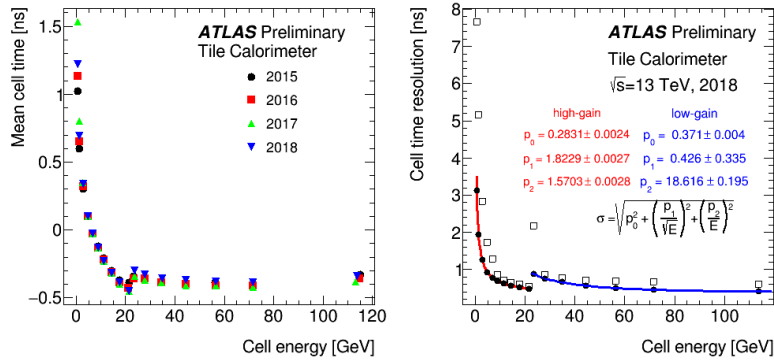 ATLAS Preliminary
Tile Calorimeter
2015
2016
2017
2018
Mean cell time [ns]
1.5
1
0.5
0
−0.5
0 20 40 60 80 100 120
Cell energy [GeV]
ATLAS Preliminary
Tile Calorimeter
√s=13 TeV, 2018
high-gain low-gain
p0 = 0.2831± 0.0024 p0 = 0.371± 0.004
p1 = 1.8229± 0.0027 p1 = 0.426± 0.335
p2 = 1.5703± 0.0028 p2 = 18.616± 0.195
σ = √(p0² + (p1/√E)² + (p2/E)²)
Cell time resolution [ns]
8
7
6
5
4
3
2
1
0 20 40 60 80 100
Cell energy [GeV]